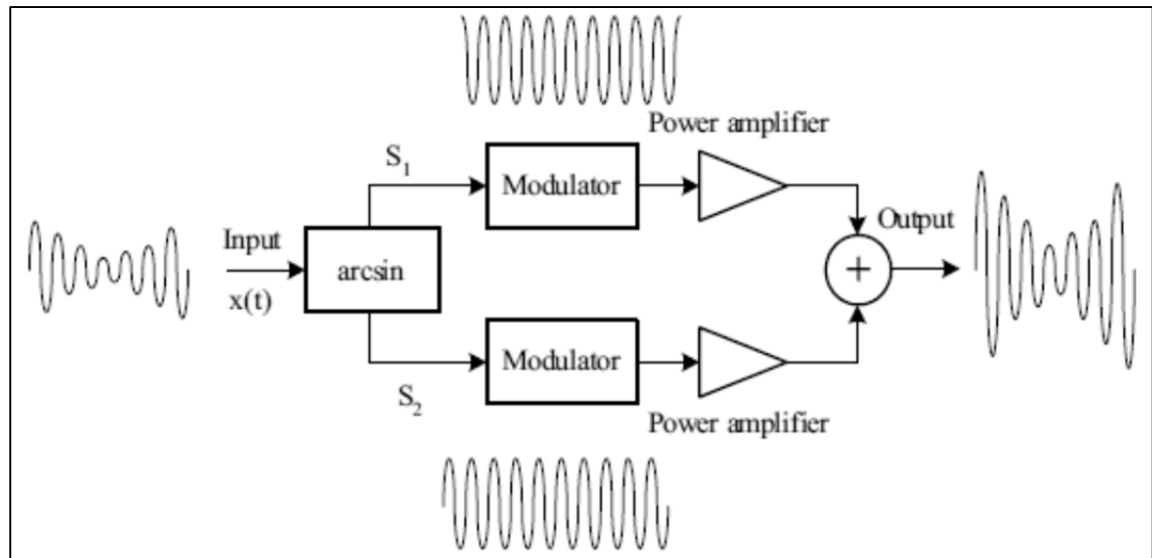 Power amplifier
S1
Modulator
Output
Input
arcsin
x(t)
+
Modulator
S2
Power amplifier